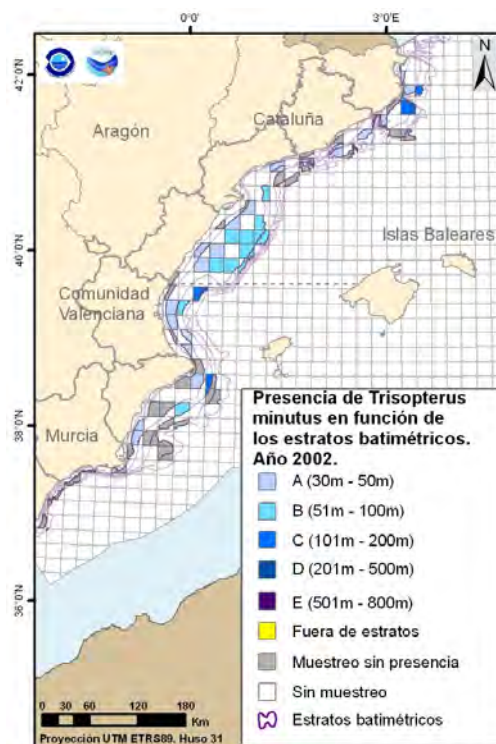 0°0'
3°0'E
N
42°0'N
Cataluña
Aragón
40°0'N
Islas Baleares
Comunidad
Valenciana
38°0'N
Murcia
36°0'N
Presencia de Trisopterus
minutus en función de
los estratos batimétricos.
Año 2002.
A (30m - 50m)
B (51m - 100m)
C (101m - 200m)
D (201m - 500m)
E (501m - 800m)
Fuera de estratos
Muestreo sin presencia
Sin muestreo
Estratos batimétricos
0 30 60 120 180
Km
Proyección UTM ETRS89. Huso 31